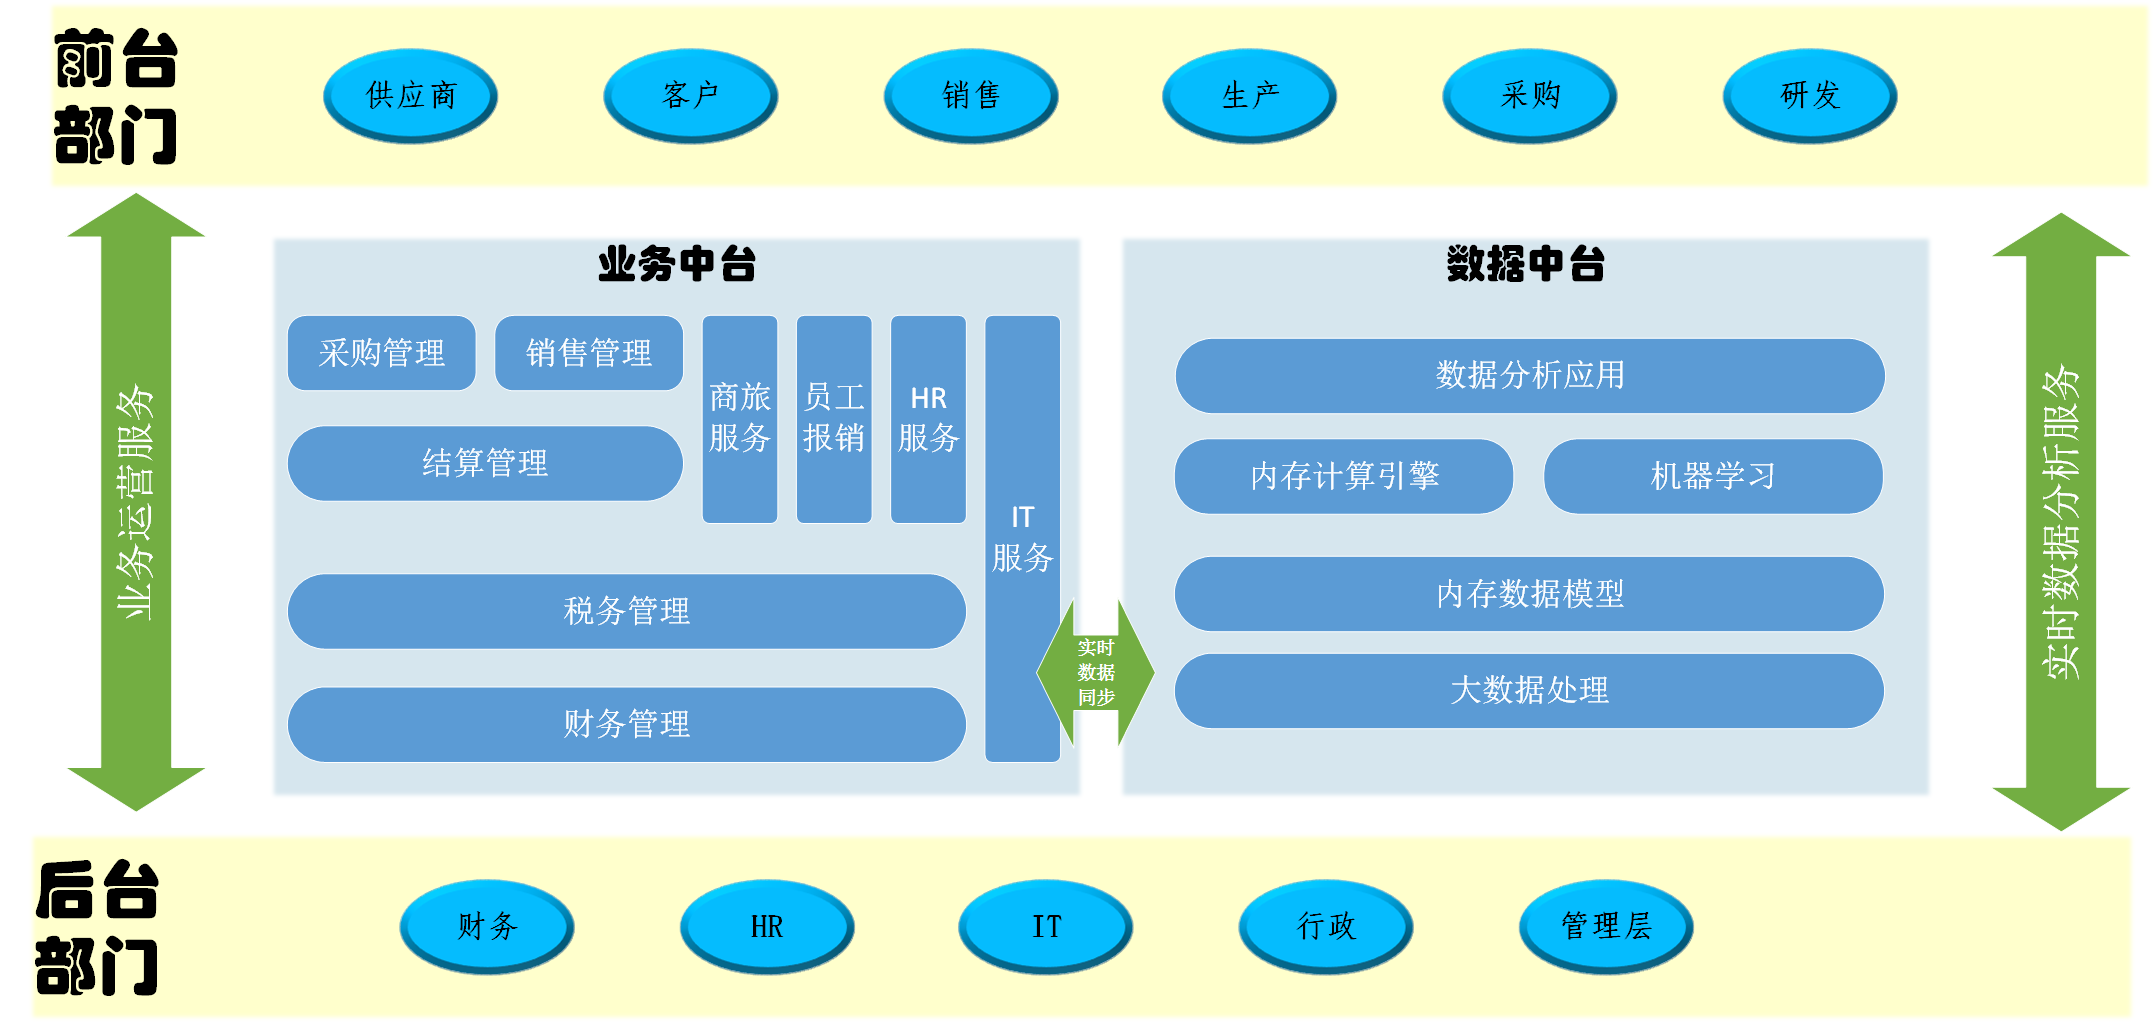 前台
部门
供应商
客户
销售
生产
采购
研发
业务运营服务
业务中台
采购管理
销售管理
结算管理
商旅
服务
员工
报销
HR
服务
IT
服务
税务管理
财务管理
实时
数据
同步
数据中台
数据分析应用
内存计算引擎
机器学习
内存数据模型
大数据处理
实时数据分析服务
后台
部门
财务
HR
IT
行政
管理层